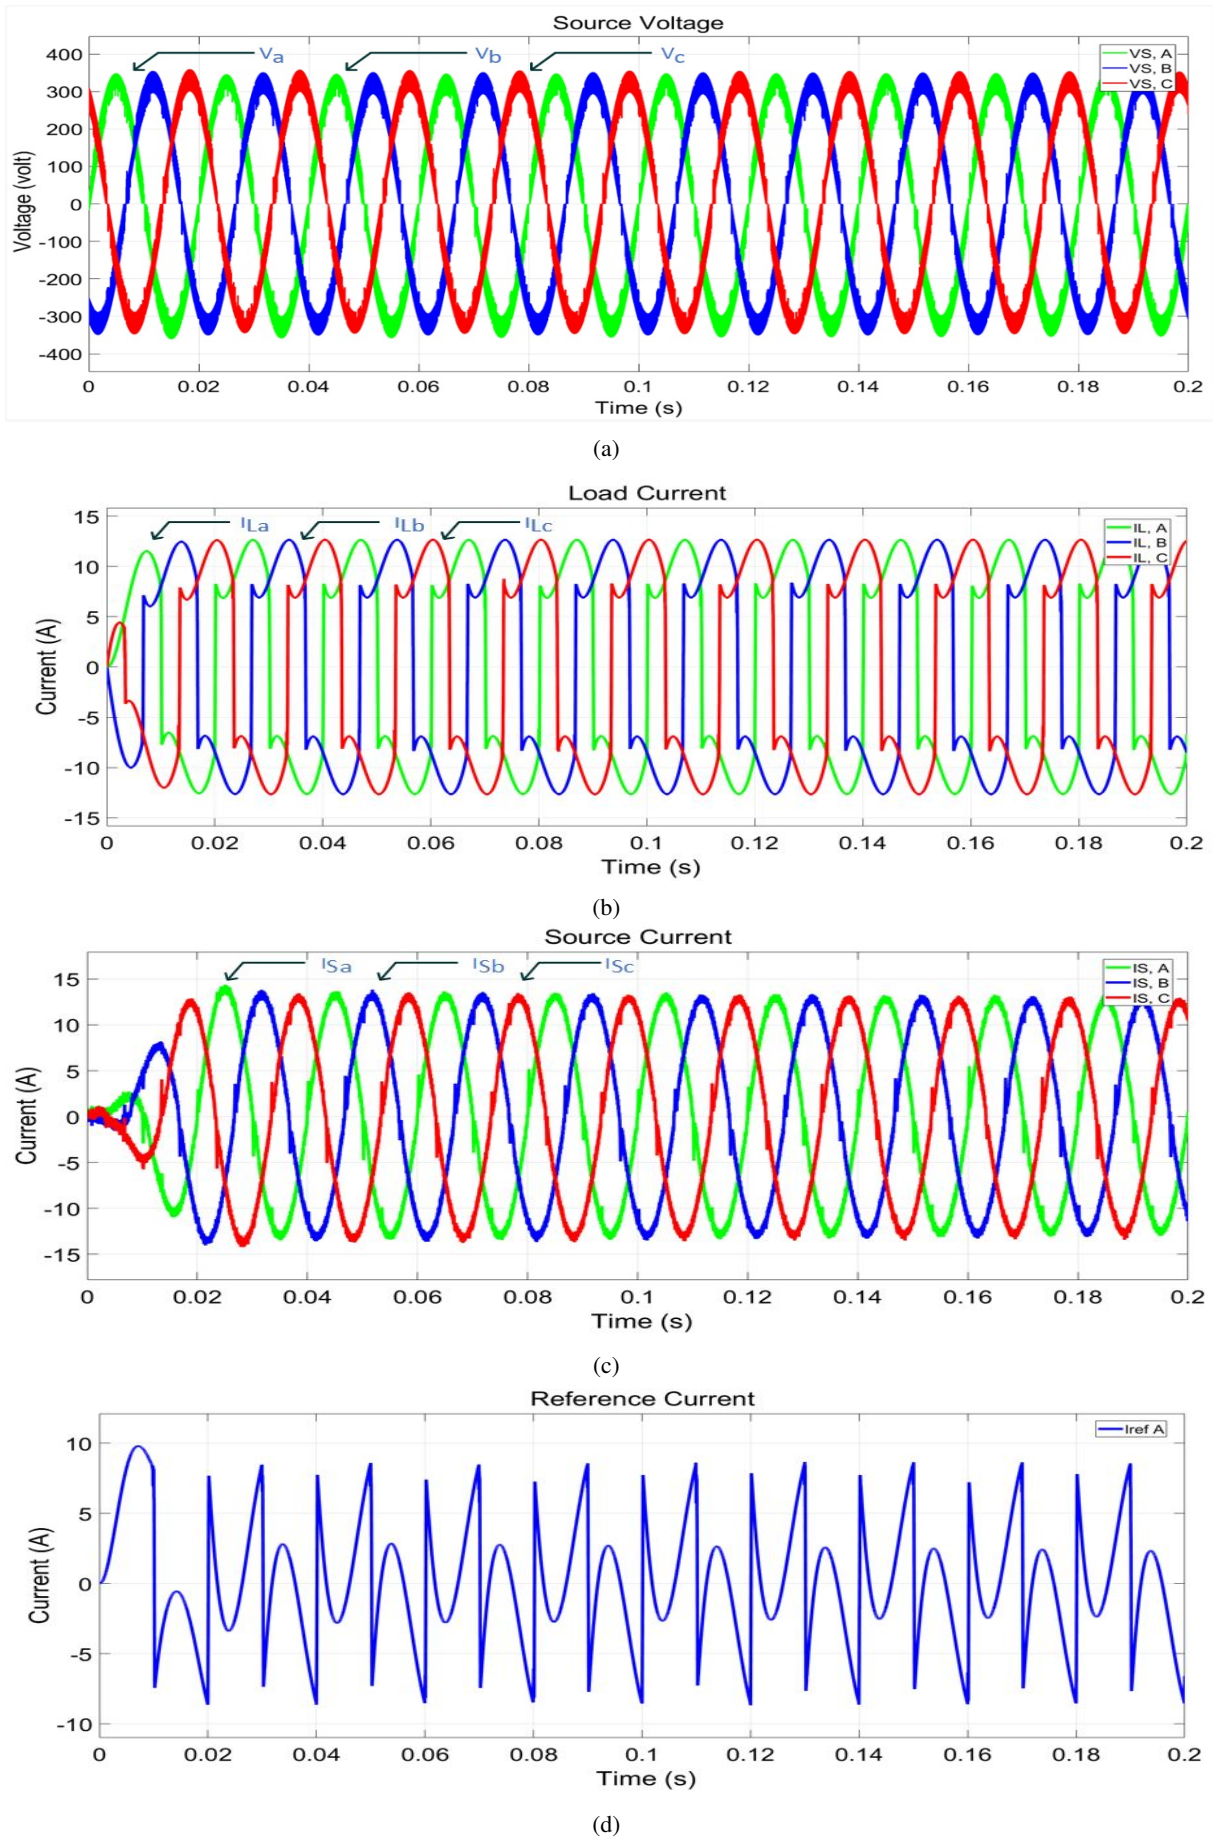 Source Voltage
Va Vb Vc
VS, A
VS, B
VS, C
400
300
200
100
0
-100
-200
-300
-400
Voltage (volt)
0 0.02 0.04 0.06 0.08 0.1 0.12 0.14 0.16 0.18 0.2
Time (s)
(a)
Load Current
ILa ILb ILc
IL, A
IL, B
IL, C
15
10
5
0
-5
-10
-15
Current (A)
0 0.02 0.04 0.06 0.08 0.1 0.12 0.14 0.16 0.18 0.2
Time (s)
(b)
Source Current
ISa ISb ISc
IS, A
IS, B
IS, C
15
10
5
0
-5
-10
-15
Current (A)
0 0.02 0.04 0.06 0.08 0.1 0.12 0.14 0.16 0.18 0.2
Time (s)
(c)
Reference Current
Iref A
10
5
0
-5
-10
Current (A)
0 0.02 0.04 0.06 0.08 0.1 0.12 0.14 0.16 0.18 0.2
Time (s)
(d)